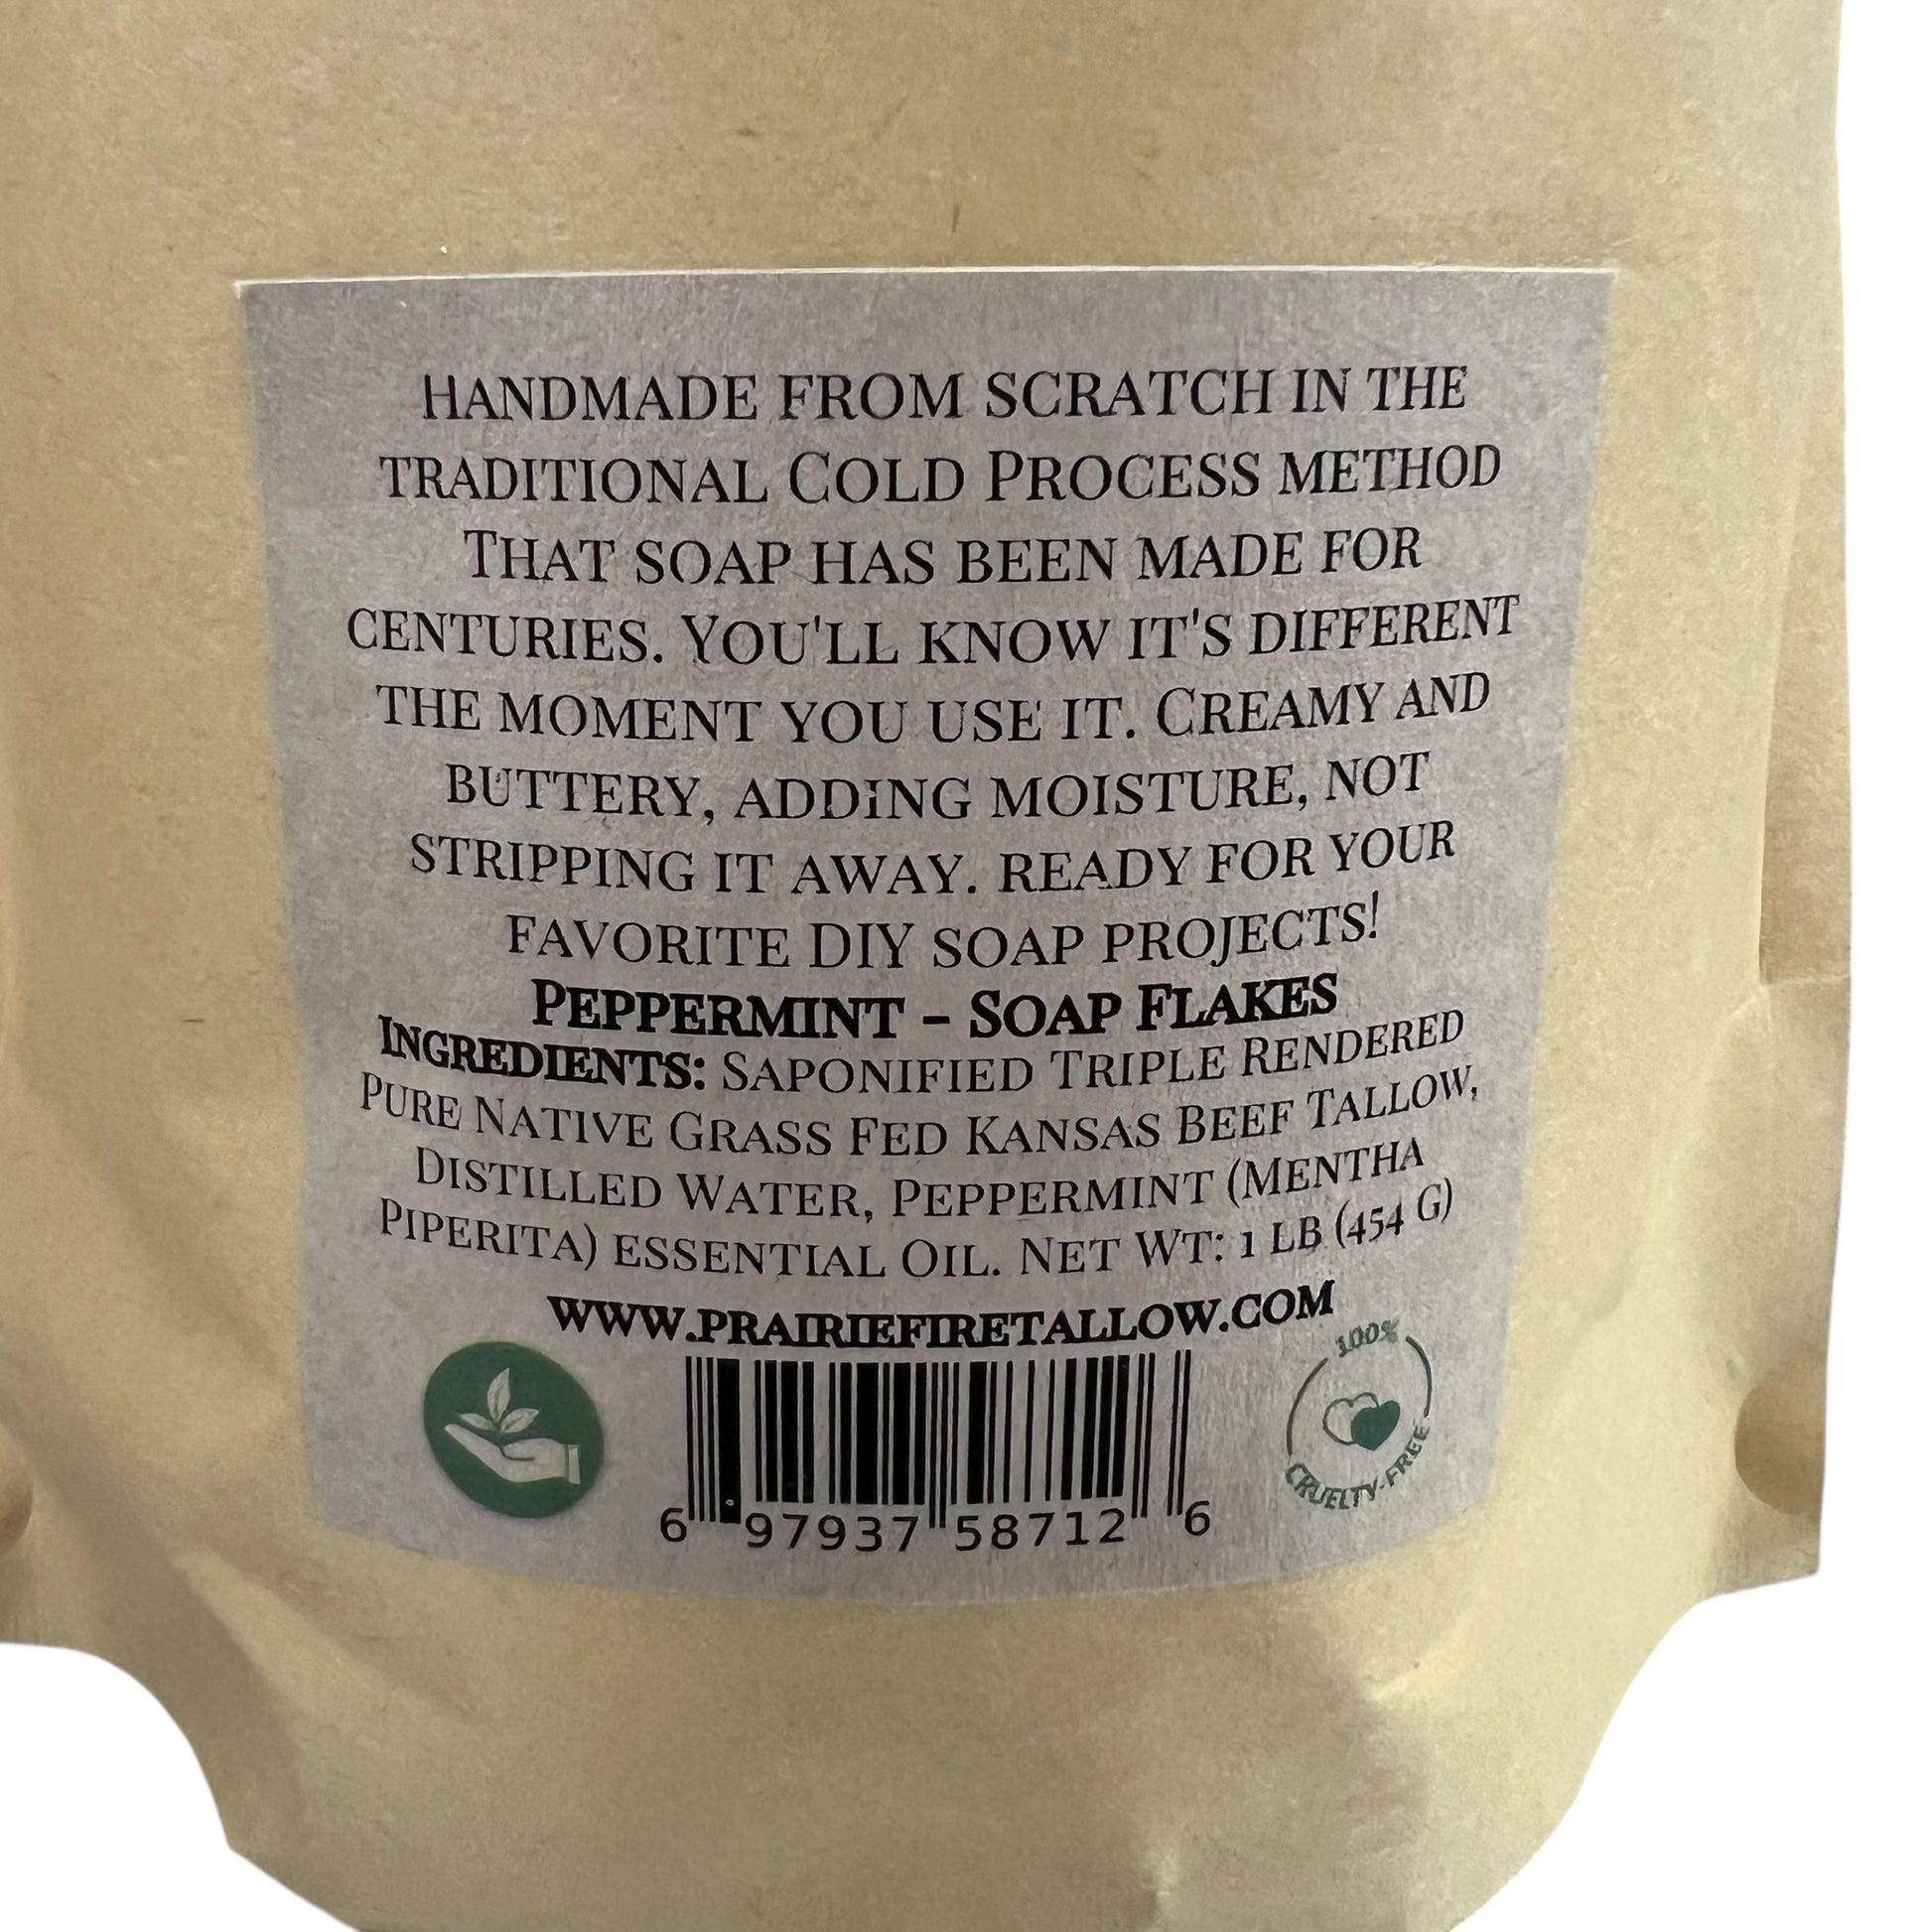 HANDMADE FROM SCRATCH IN THE
TRADITIONAL COLD PROCESS METHOD
THAT SOAP HAS BEEN MADE FOR
CENTURIES. YOU'LL KNOW IT'S DIFFERENT
THE MOMENT YOU USE IT. CREAMY AND
BUTTERY, ADDING MOISTURE, NOT
STRIPPING IT AWAY. READY FOR YOUR
FAVORITE DIY SOAP PROJECTS!
PEPPERMINT – SOAP FLAKES
INGREDIENTS: SAPONIFIED TRIPLE RENDERED
PURE NATIVE GRASS FED KANSAS BEEF TALLOW,
DISTILLED WATER, PEPPERMINT (MENTHA
PIPERITA) ESSENTIAL OIL. NET WT: 1 LB (454 G)
WWW.PRAIRIEFIRETALLOW.COM
100%
CRUELTY-FREE
6 97937 58712 6